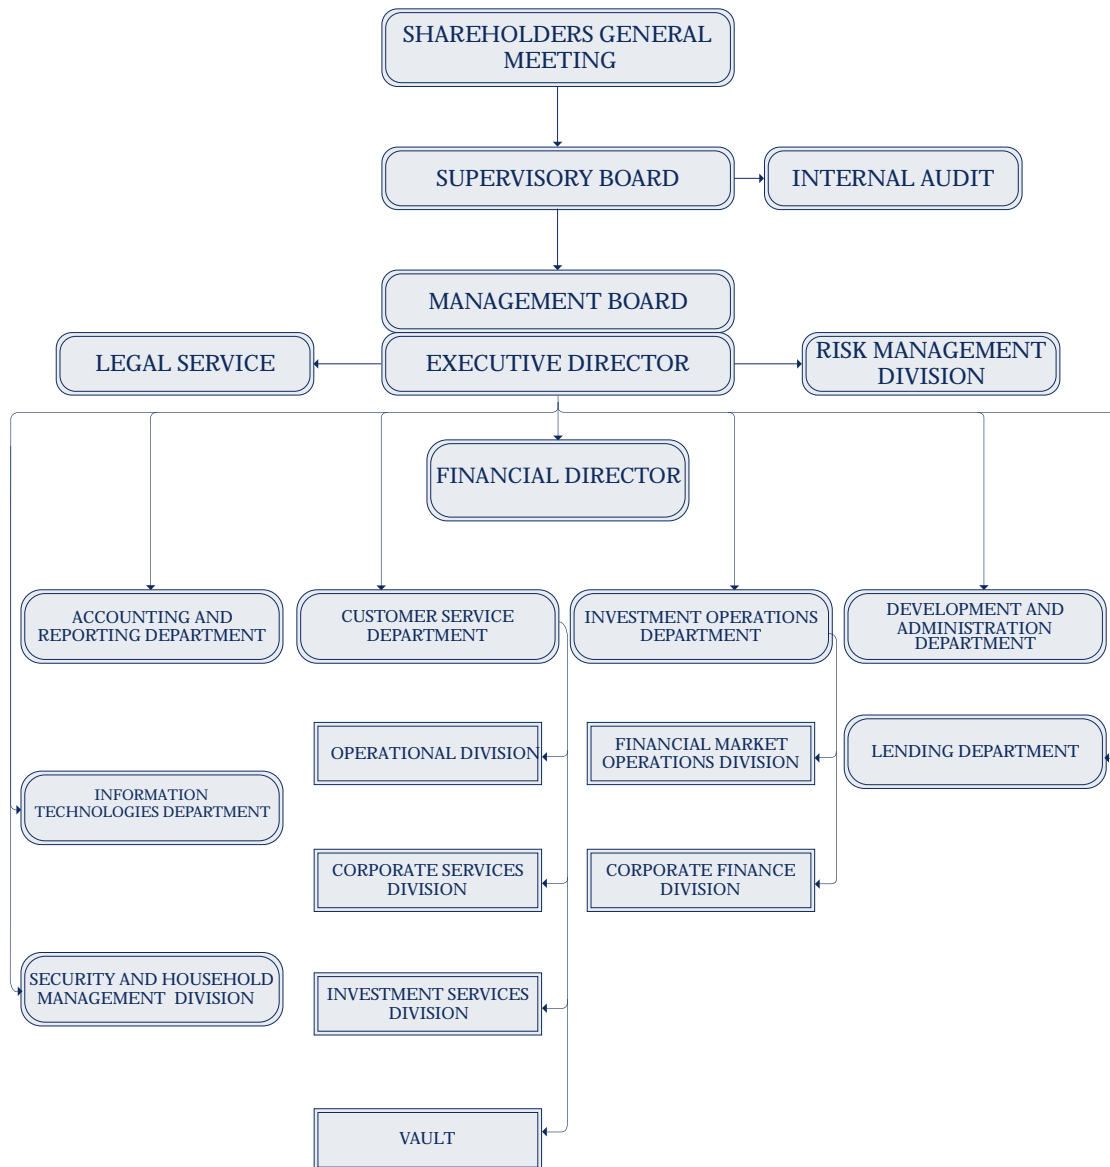 SHAREHOLDERS GENERAL
MEETING
SUPERVISORY BOARD
INTERNAL AUDIT
MANAGEMENT BOARD
LEGAL SERVICE
EXECUTIVE DIRECTOR
RISK MANAGEMENT
DIVISION
FINANCIAL DIRECTOR
ACCOUNTING AND
REPORTING DEPARTMENT
CUSTOMER SERVICE
DEPARTMENT
INVESTMENT OPERATIONS
DEPARTMENT
DEVELOPMENT AND
ADMINISTRATION
DEPARTMENT
OPERATIONAL DIVISION
FINANCIAL MARKET
OPERATIONS DIVISION
LENDING DEPARTMENT
INFORMATION
TECHNOLOGIES DEPARTMENT
CORPORATE SERVICES
DIVISION
CORPORATE FINANCE
DIVISION
SECURITY AND HOUSEHOLD
MANAGEMENT DIVISION
INVESTMENT SERVICES
DIVISION
VAULT